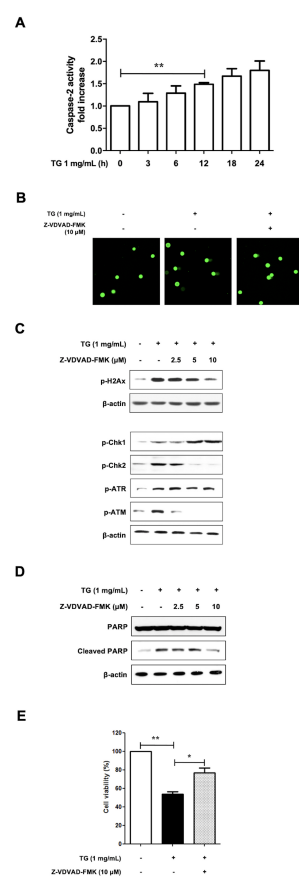 A
**
Caspase-2 activity
fold increase
2.5
2.0
1.5
1.0
0.5
0.0
TG 1 mg/mL (h) 0 3 6 12 18 24
B
TG (1 mg/mL) - + +
Z-VDVAD-FMK
(10 μM) - - +
C
TG (1 mg/mL) - + + + +
Z-VDVAD-FMK (μM) - - 2.5 5 10
p-H2Ax
β-actin
p-Chk1
p-Chk2
p-ATR
p-ATM
β-actin
D
TG (1 mg/mL) - + + + +
Z-VDVAD-FMK (μM) - - 2.5 5 10
PARP
Cleaved PARP
β-actin
E
Cell viability (%)
120
100
80
60
40
20
0
**
*
TG (1 mg/mL) - + +
Z-VDVAD-FMK (10 μM) - - +